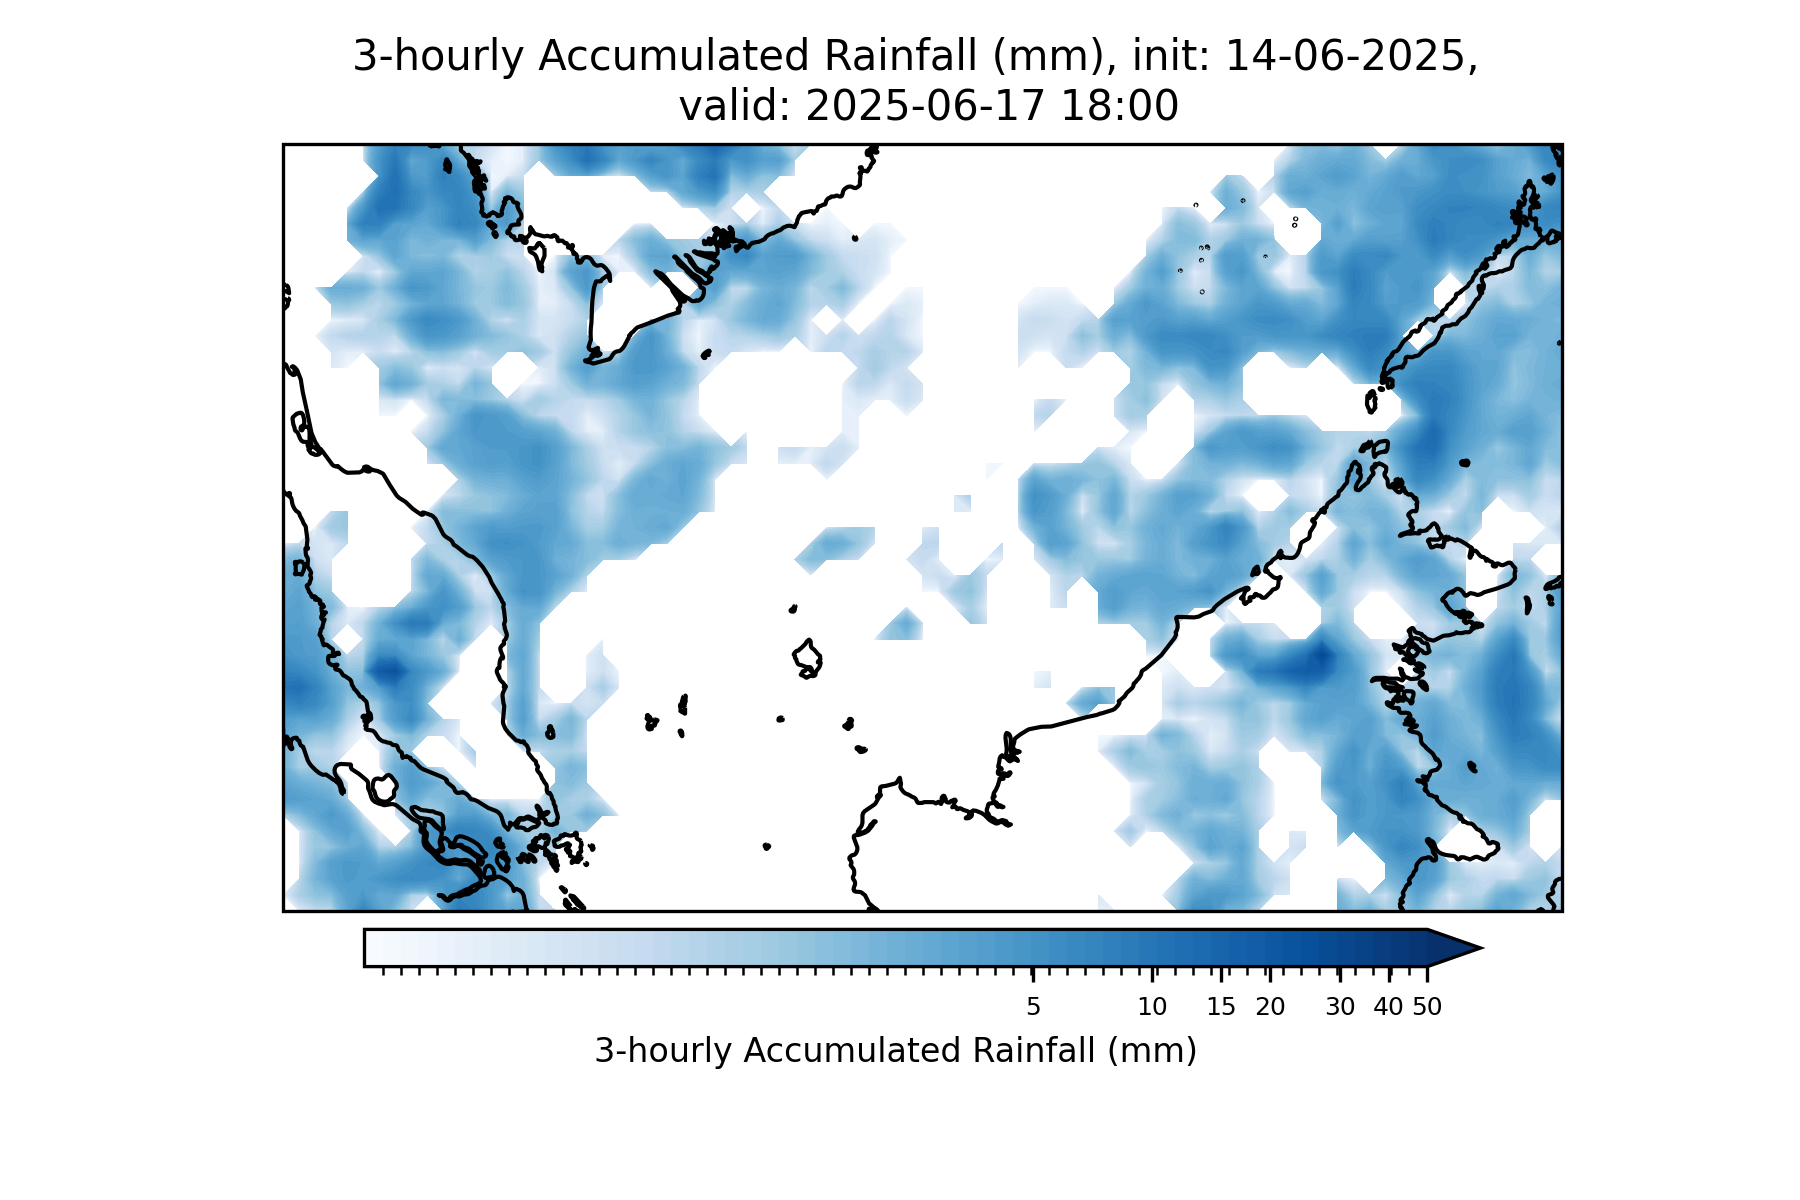 3-hourly Accumulated Rainfall (mm), init: 14-06-2025,
valid: 2025-06-17 18:00
5 10 15 20 30 40 50
3-hourly Accumulated Rainfall (mm)